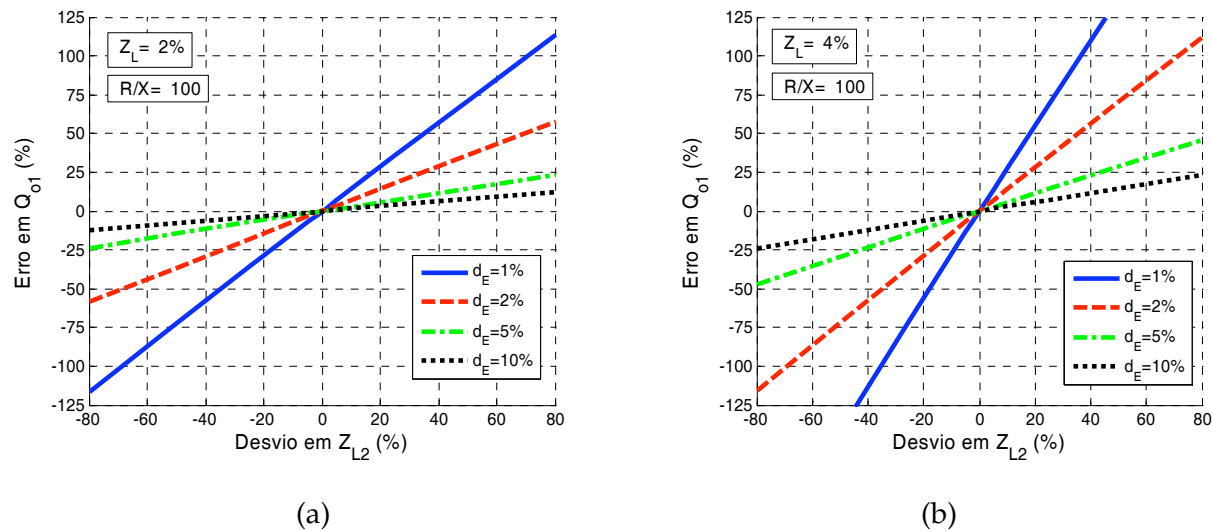 Z_L= 2%
R/X= 100
Erro em Q_o1 (%)
125
100
75
50
25
0
-25
-50
-75
-100
-125
-80 -60 -40 -20 0 20 40 60 80
Desvio em Z_L2 (%)
d_E=1%
d_E=2%
d_E=5%
d_E=10%
(a)
Z_L= 4%
R/X= 100
Erro em Q_o1 (%)
125
100
75
50
25
0
-25
-50
-75
-100
-125
-80 -60 -40 -20 0 20 40 60 80
Desvio em Z_L2 (%)
d_E=1%
d_E=2%
d_E=5%
d_E=10%
(b)